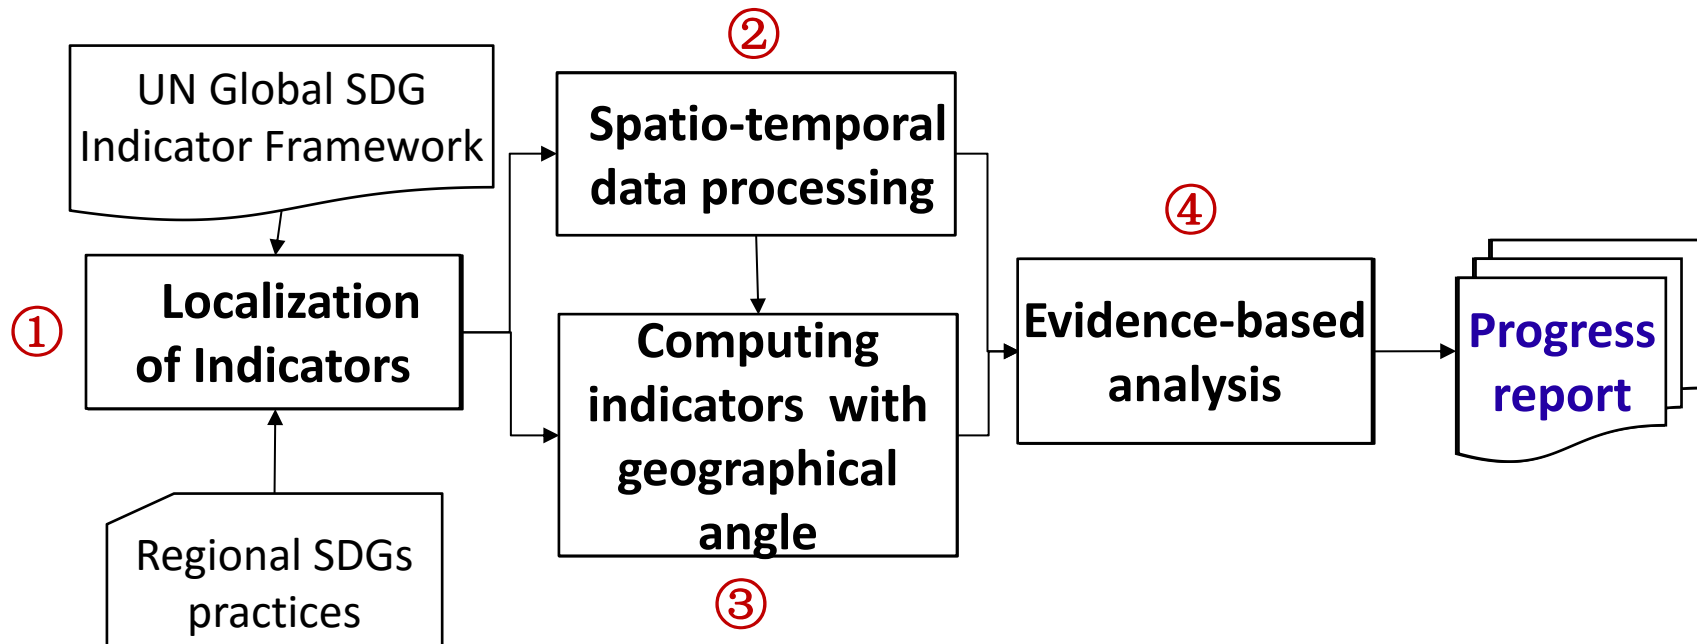 UN Global SDG
Indicator Framework
①
Localization
of Indicators
Regional SDGs
practices
②
Spatio-temporal
data processing
Computing
indicators with
geographical
angle
③
④
Evidence-based
analysis
Progress
report